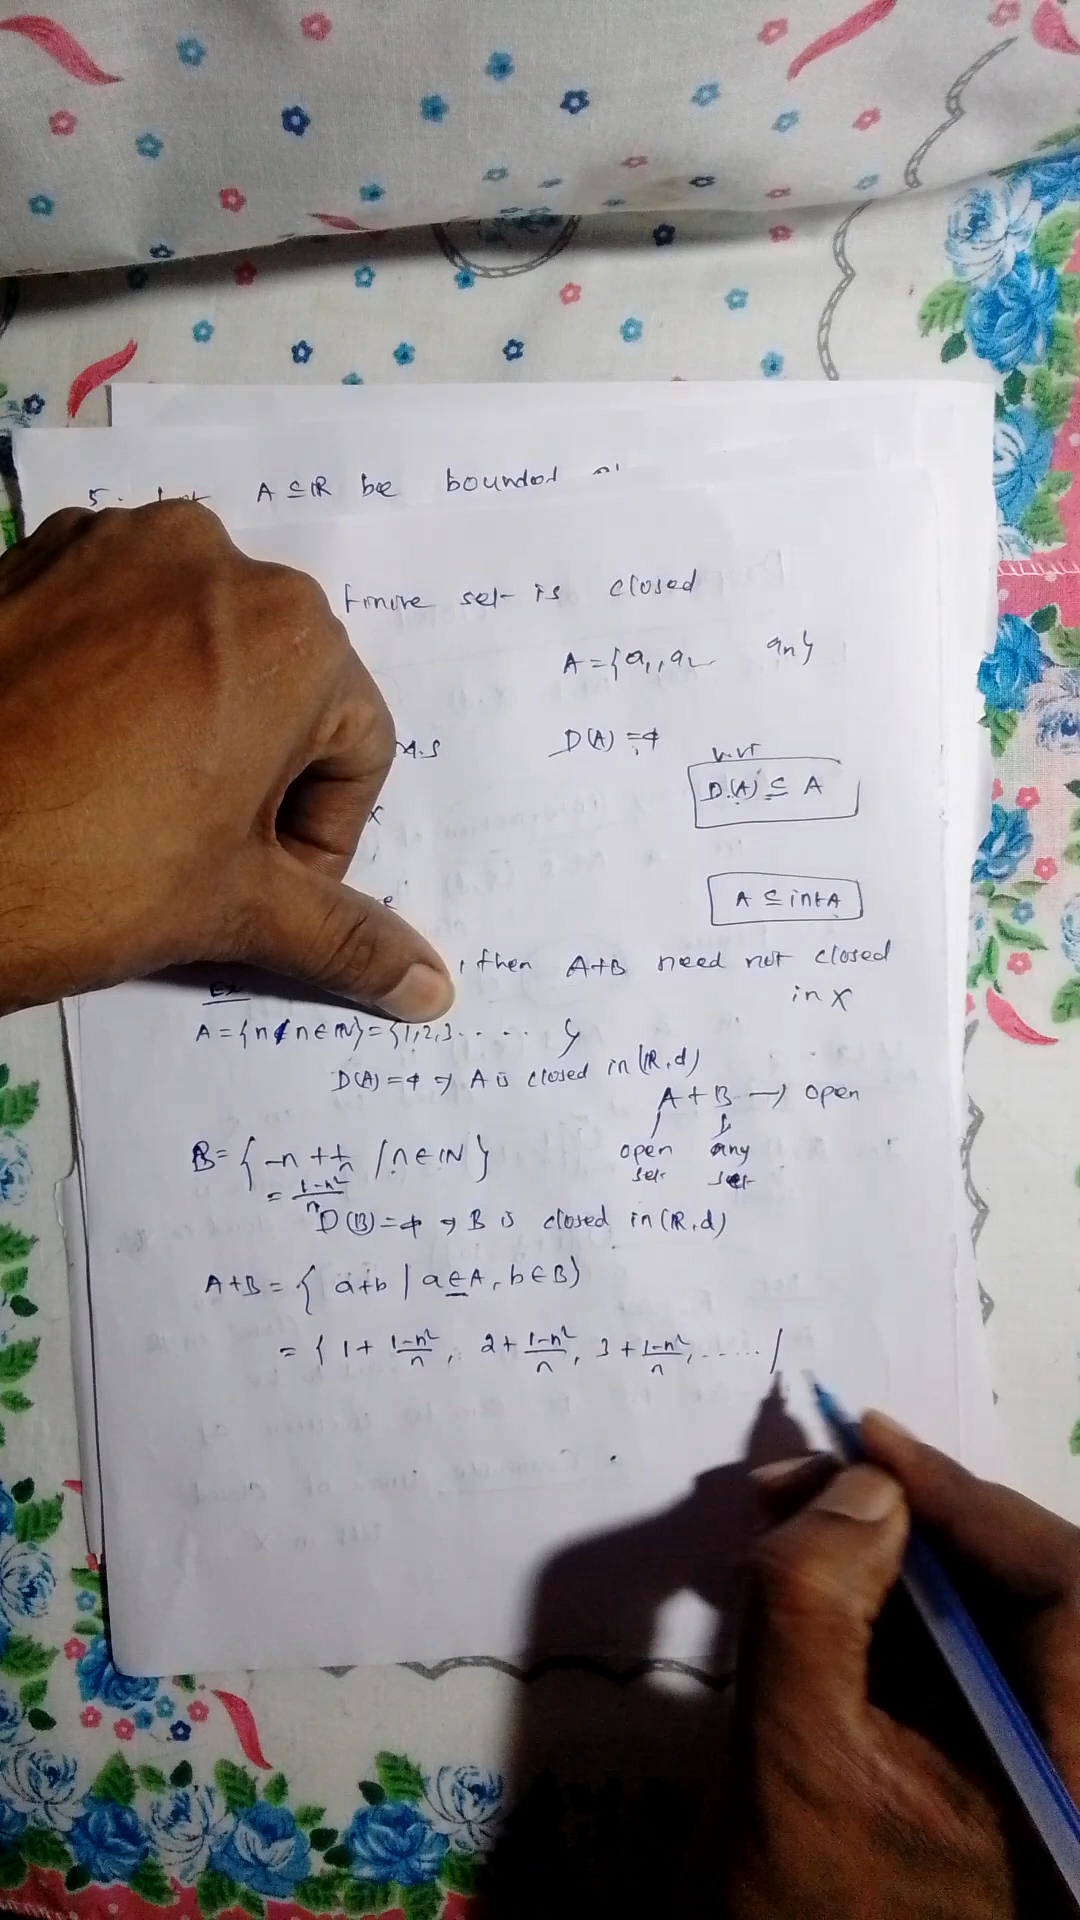 5. A ⊆ ℝ be bounded
finite set is closed
A = {a₁, a₂ aₙ}
D(A) = ϕ
D(A) ⊆ A
A ⊆ intA
, then A+B need not closed
in X
Ex
A = {n / n ∈ ℕ} = {1,2,3 . . . . . }
D(A) = ϕ ⇒ A is closed in (ℝ, d)
A + B → open
open any
set set
B = { -n + 1/n / n ∈ ℕ }
= (1-n²)/n
D(B) = ϕ ⇒ B is closed in (ℝ, d)
A+B = { a+b | a ∈ A, b ∈ B}
= { 1 + (1-n²)/n, 2 + (1-n²)/n, 3 + (1-n²)/n, ...... /